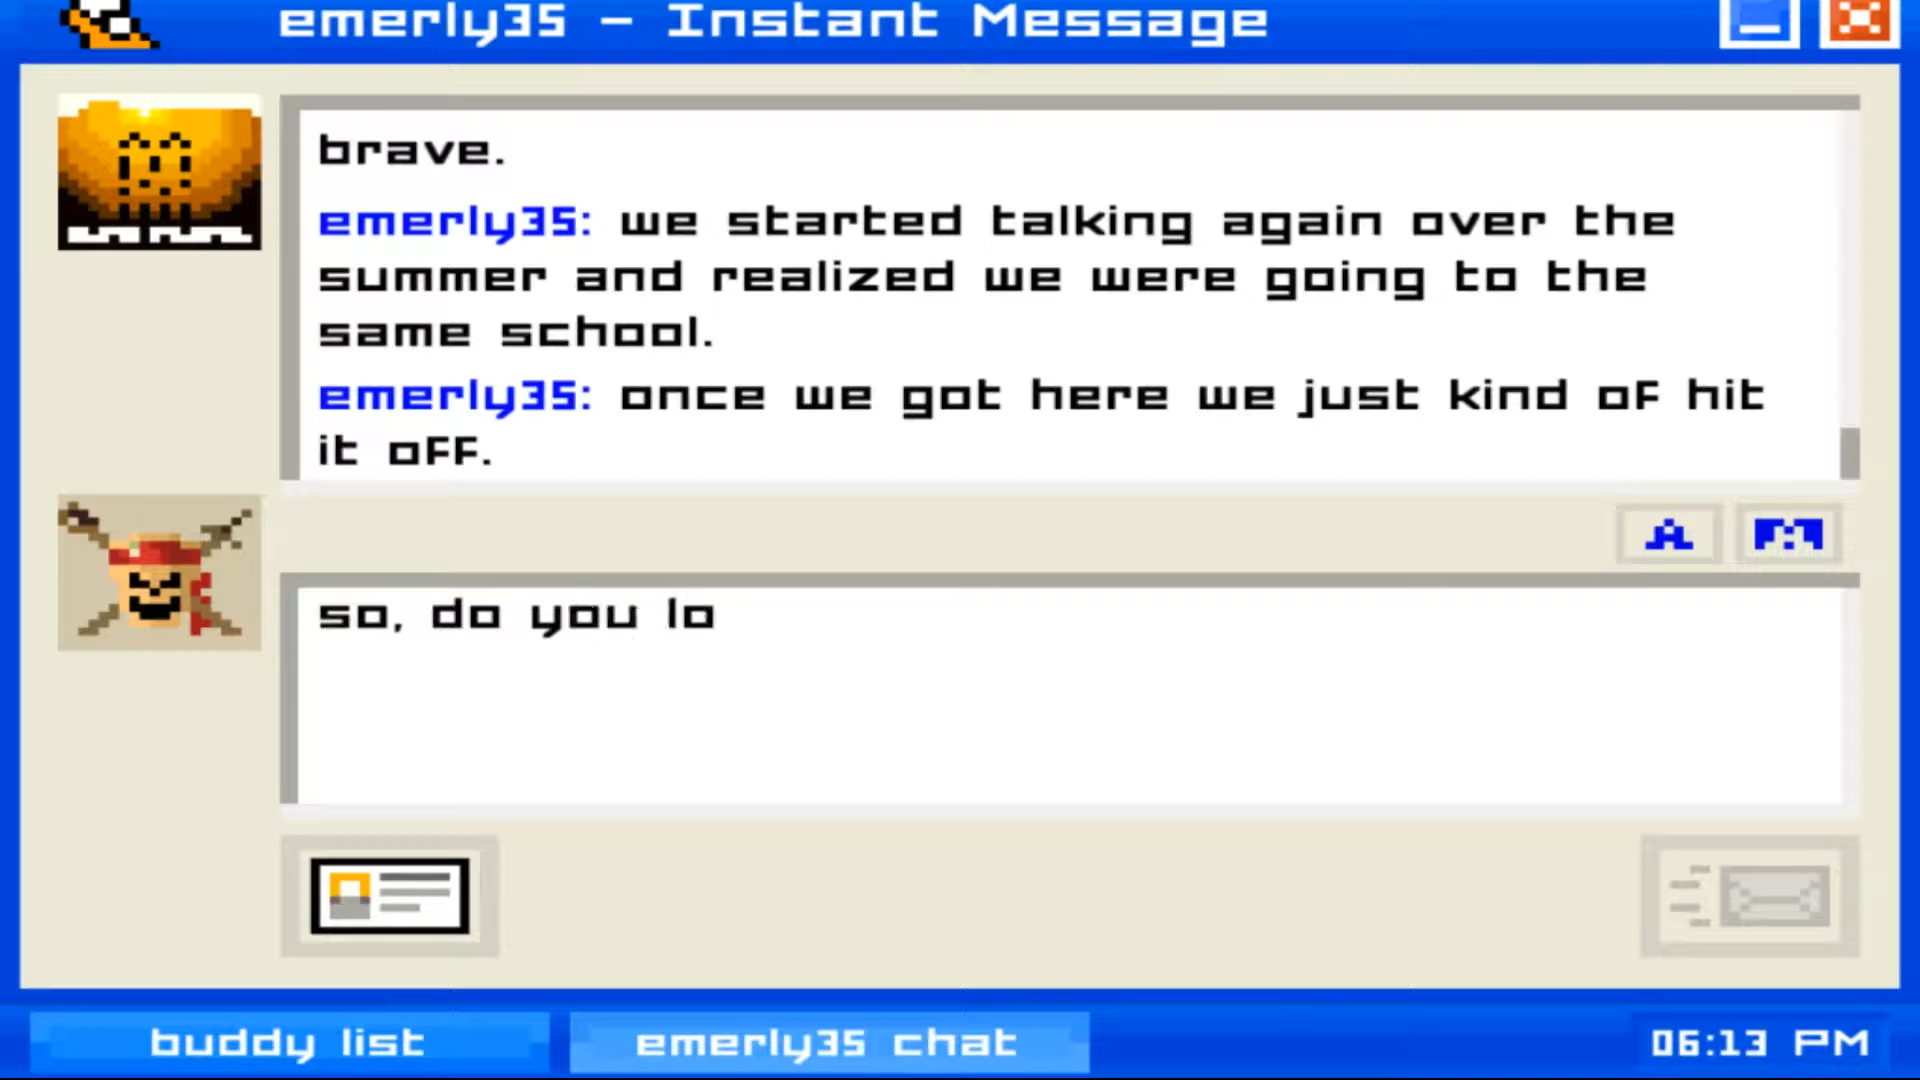 emerly35 - Instant Message
brave.
emerly35: we started talking again over the
summer and realized we were going to the
same school.
emerly35: once we got here we just kind of hit
it off.
A
so, do you lo
buddy list
emerly35 chat
06:13 PM